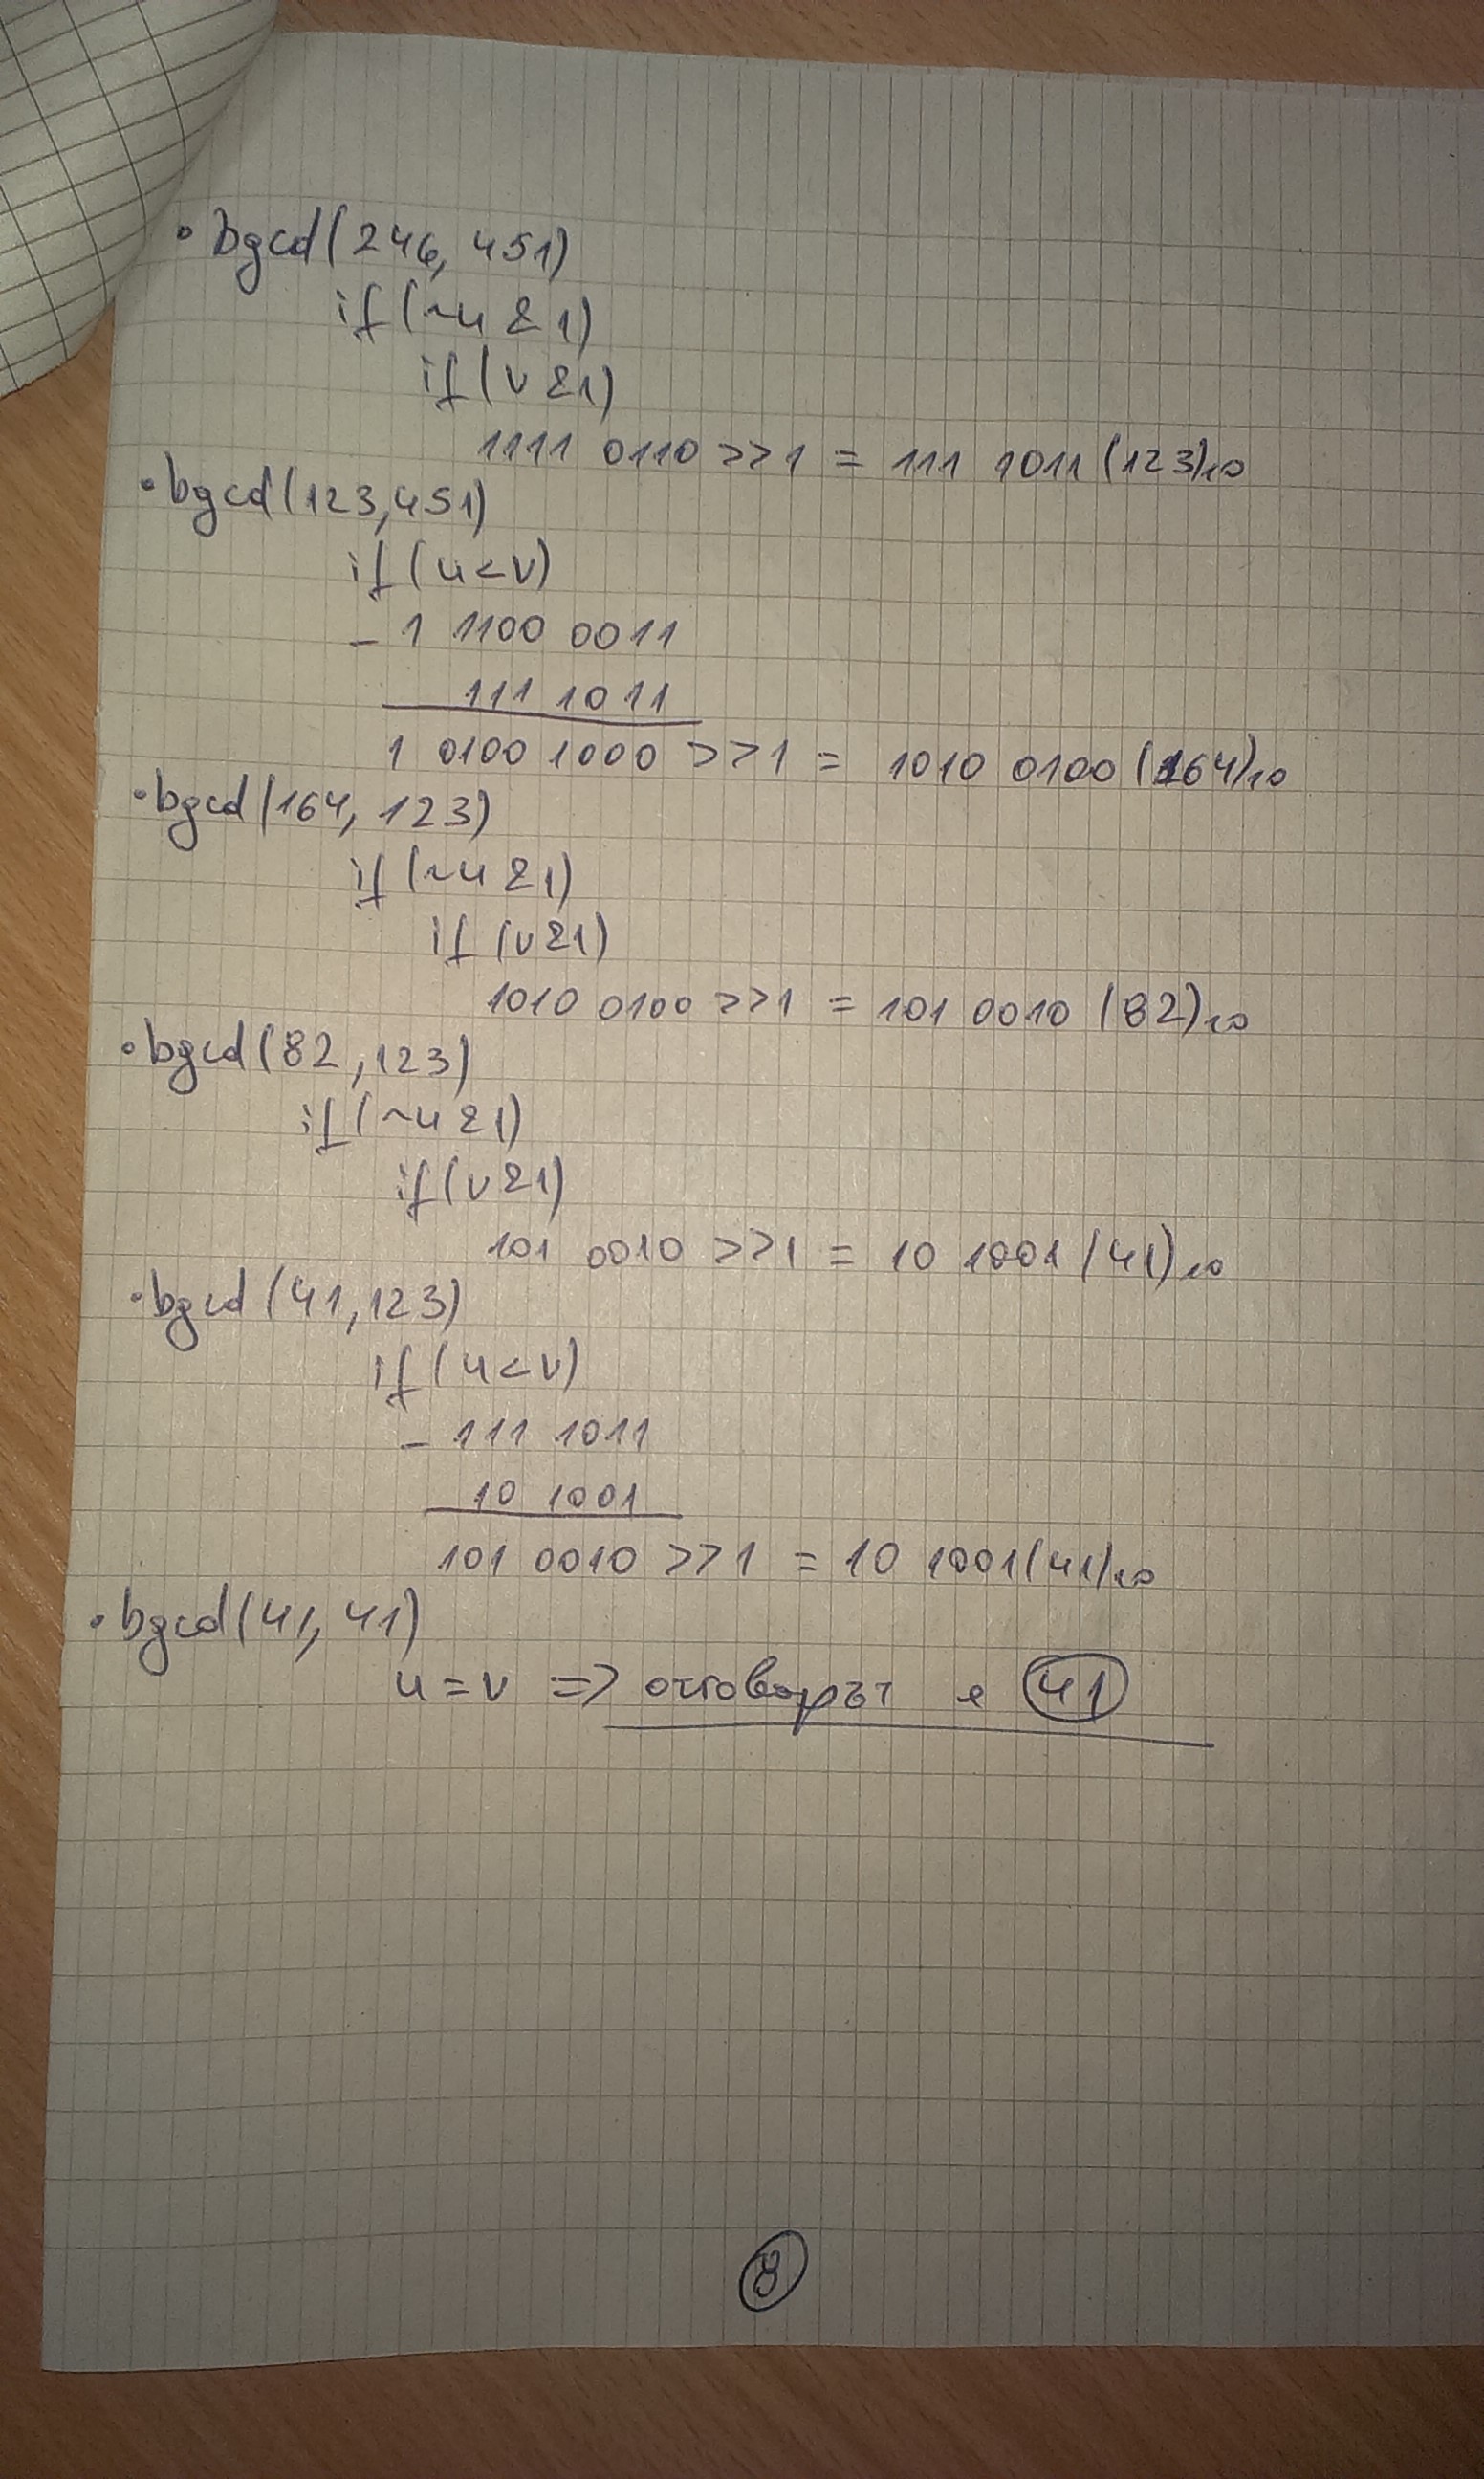 • bgcd(246, 451)
if(~u & 1)
if(v &1)
1111 0110 >>1 = 111 1011 (123)10
• bgcd(123,451)
if(u<v)
- 1 1100 0011
111 1011
1 0100 1000 >>1 = 1010 0100 (164)10
• bgcd(164, 123)
if(~u &1)
if(v&1)
1010 0100 >>1 = 101 0010 (82)10
• bgcd(82, 123)
if(~u &1)
if(v &1)
101 0010 >>1 = 10 1001 (41)10
• bgcd(41,123)
if(u<v)
- 111 1011
10 1001
101 0010 >>1 = 10 1001(41)10
• bgcd(41, 41)
u=v => отговорът е 41
8